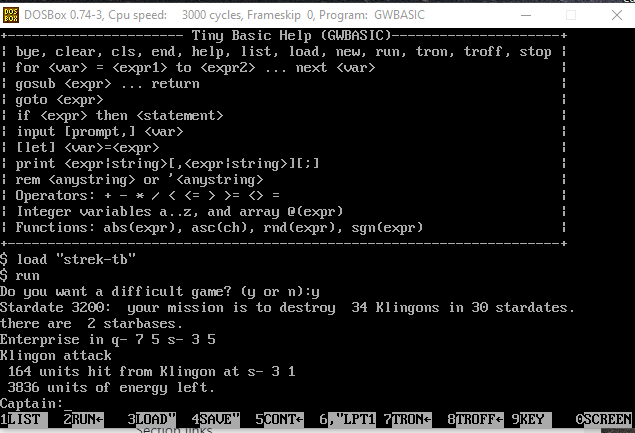 DOSBox 0.74-3, Cpu speed:    3000 cycles, Frameskip  0, Program:  GWBASIC
+---------------------- Tiny Basic Help (GWBASIC)---------------------+
| bye, clear, cls, end, help, list, load, new, run, tron, troff, stop |
| for <var> = <expr1> to <expr2> ... next <var>                       |
| gosub <expr> ... return                                             |
| goto <expr>                                                         |
| if <expr> then <statement>                                          |
| input [prompt,] <var>                                               |
| [let] <var>=<expr>                                                  |
| print <expr|string>[,<expr|string>][;]                              |
| rem <anystring> or '<anystring>                                     |
| Operators: + - * / < <= > >= <> =                                   |
| Integer variables a..z, and array @(expr)                           |
| Functions: abs(expr), asc(ch), rnd(expr), sgn(expr)                 |
+---------------------------------------------------------------------+
$ load "strek-tb"
$ run
Do you want a difficult game? (y or n):y
Stardate 3200:  your mission is to destroy  34 Klingons in 30 stardates.
there are  2 starbases.
Enterprise in q- 7 5 s- 3 5
Klingon attack
 164 units hit from Klingon at s- 3 1
 3836 units of energy left.
Captain:_
1LIST  2RUN←  3LOAD"  4SAVE"  5CONT←  6,"LPT1  7TRON←  8TROFF← 9KEY   0SCREEN